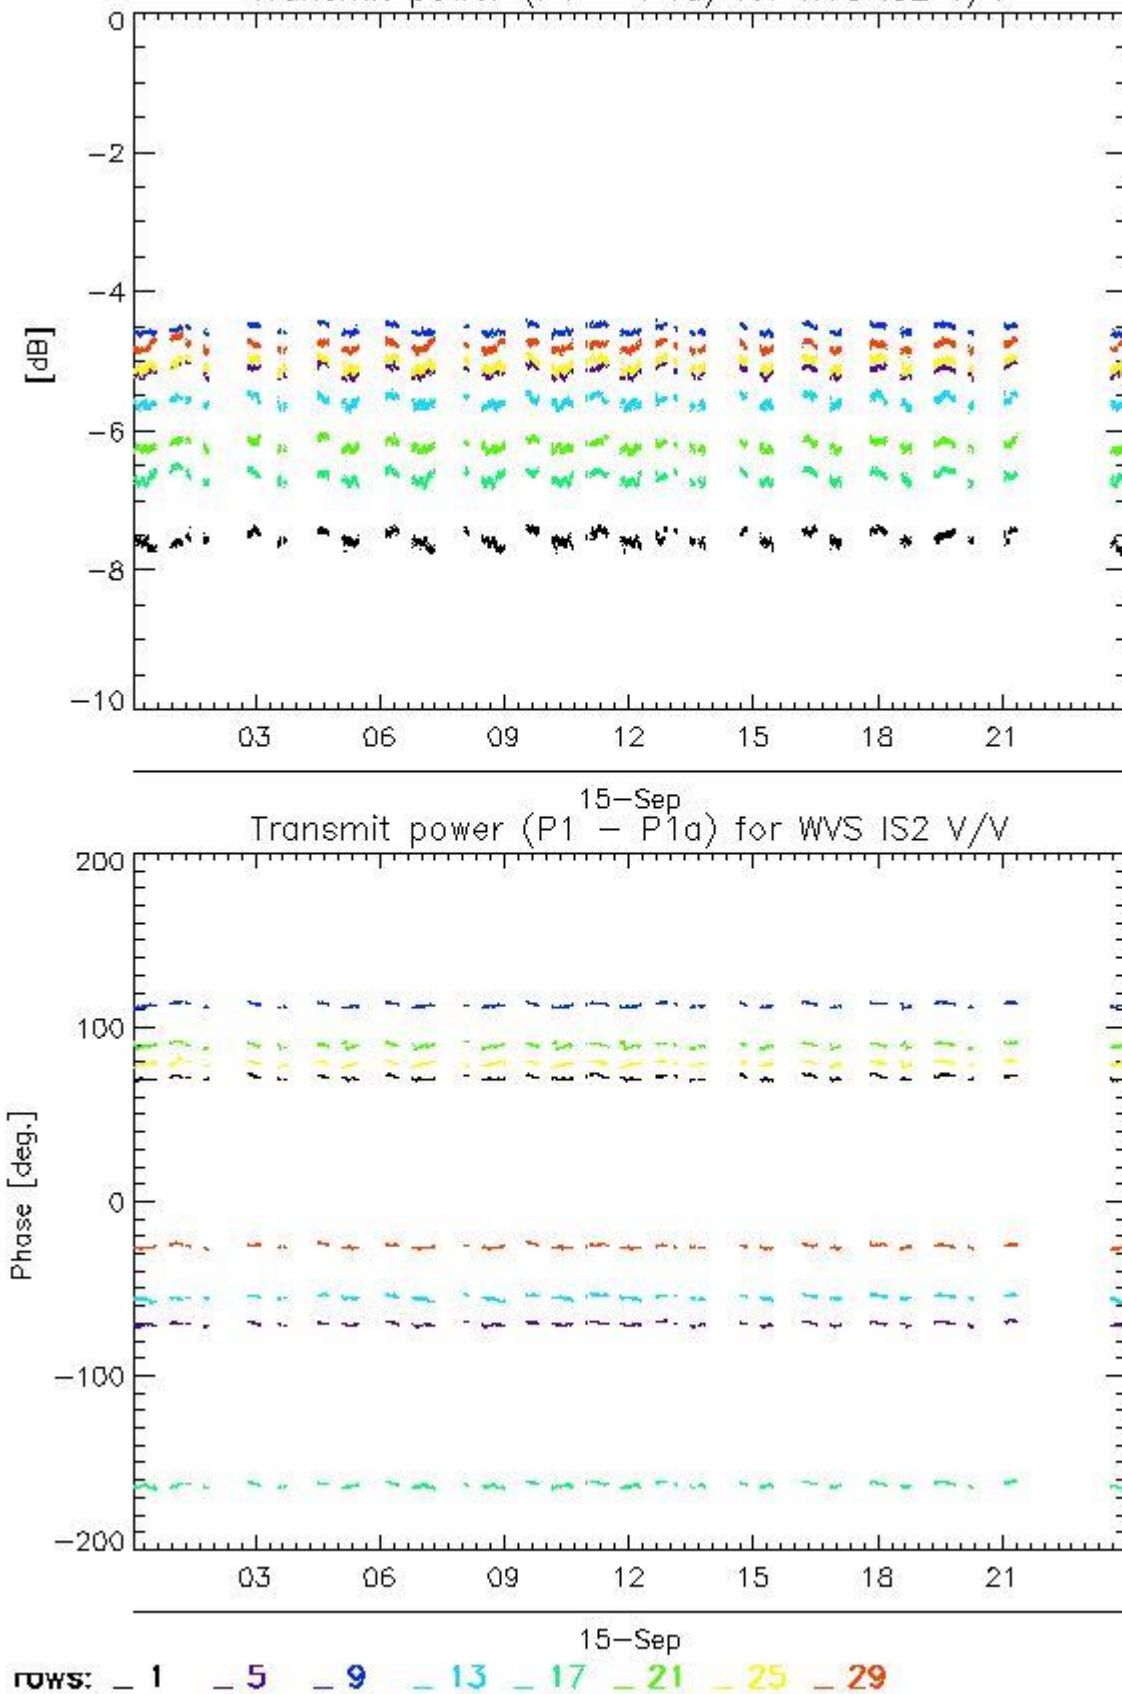 0
-2
-4
[dB]
-6
-8
-10
03 06 09 12 15 18 21
15-Sep
Transmit power (P1 - P1a) for WVS IS2 V/V
200
100
0
Phase [deg.]
-100
-200
03 06 09 12 15 18 21
15-Sep
rows: _ 1 _ 5 _ 9 _ 13 _ 17 _ 21 _ 25 _ 29